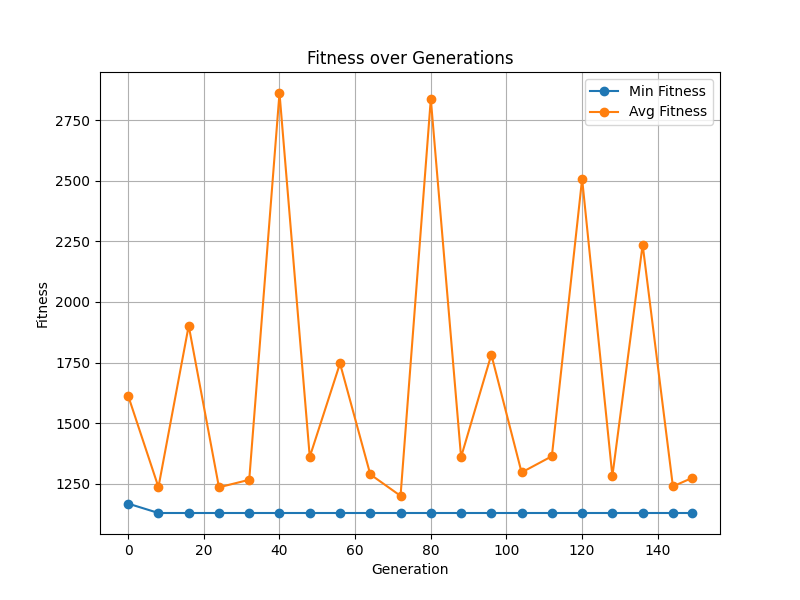 Fitness over Generations
Min Fitness
Avg Fitness
2750
2500
2250
2000
1750
1500
1250
Fitness
0 20 40 60 80 100 120 140
Generation